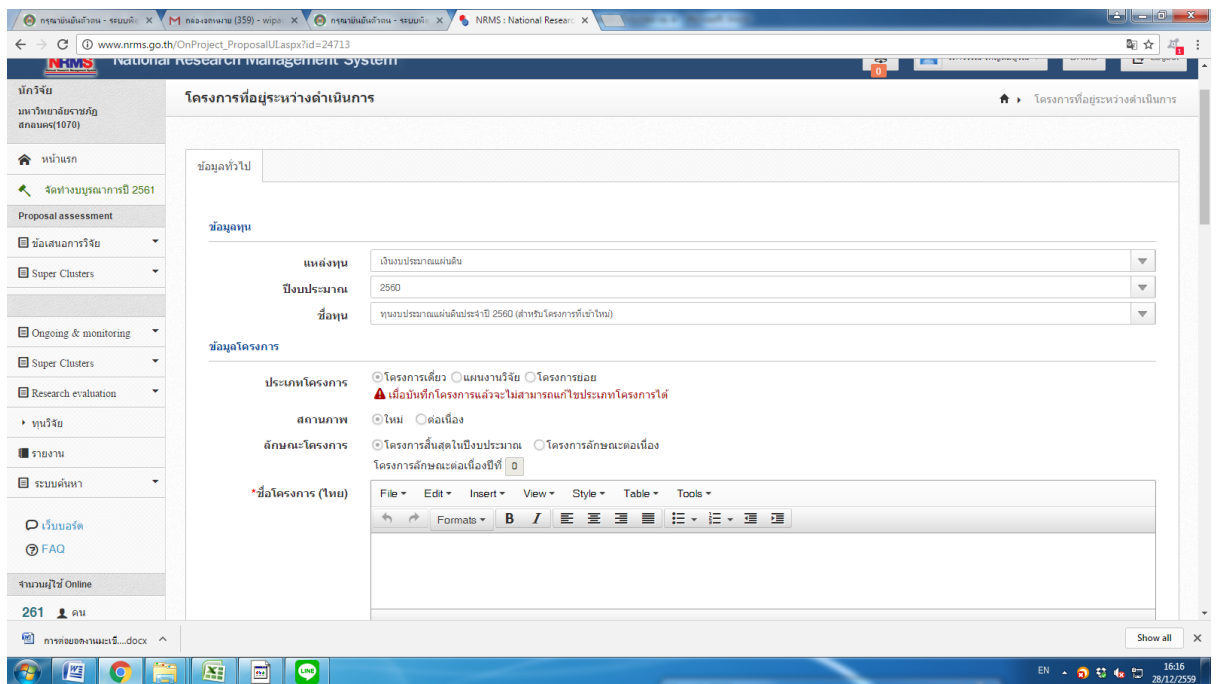 กรุณายืนยันตัวตน - ระบบพิ
กล่องจดหมาย (359) - wipa
กรุณายืนยันตัวตน - ระบบพิ
NRMS : National Researc
www.nrms.go.th/OnProject_ProposalUI.aspx?id=24713
NRMS National Research Management System
0
นักวิจัย
มหาวิทยาลัยราชภัฏ
สกลนคร(1070)
โครงการที่อยู่ระหว่างดำเนินการ
โครงการที่อยู่ระหว่างดำเนินการ
หน้าแรก
จัดทำงบบูรณาการปี 2561
Proposal assessment
ข้อเสนอการวิจัย
Super Clusters
Ongoing & monitoring
Super Clusters
Research evaluation
ทุนวิจัย
รายงาน
ระบบค้นหา
เว็บบอร์ด
FAQ
จำนวนผู้ใช้ Online
261 คน
ข้อมูลทั่วไป
ข้อมูลทุน
แหล่งทุน เงินงบประมาณแผ่นดิน
ปีงบประมาณ 2560
ชื่อทุน ทุนงบประมาณแผ่นดินประจำปี 2560 (สำหรับโครงการที่เข้าใหม่)
ข้อมูลโครงการ
ประเภทโครงการ โครงการเดี่ยว แผนงานวิจัย โครงการย่อย
เมื่อบันทึกโครงการแล้วจะไม่สามารถแก้ไขประเภทโครงการได้
สถานภาพ ใหม่ ต่อเนื่อง
ลักษณะโครงการ โครงการสิ้นสุดในปีงบประมาณ โครงการลักษณะต่อเนื่อง
โครงการลักษณะต่อเนื่องปีที่ 0
*ชื่อโครงการ (ไทย) File Edit Insert View Style Table Tools
Formats B I
การต่อยอดงานมะเขื....docx
Show all
EN 16:16
28/12/2559